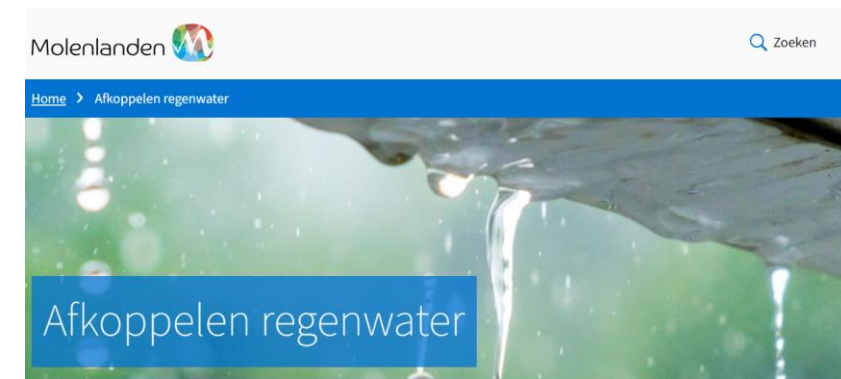 Molenlanden
Zoeken
Home > Afkoppelen regenwater
Afkoppelen regenwater